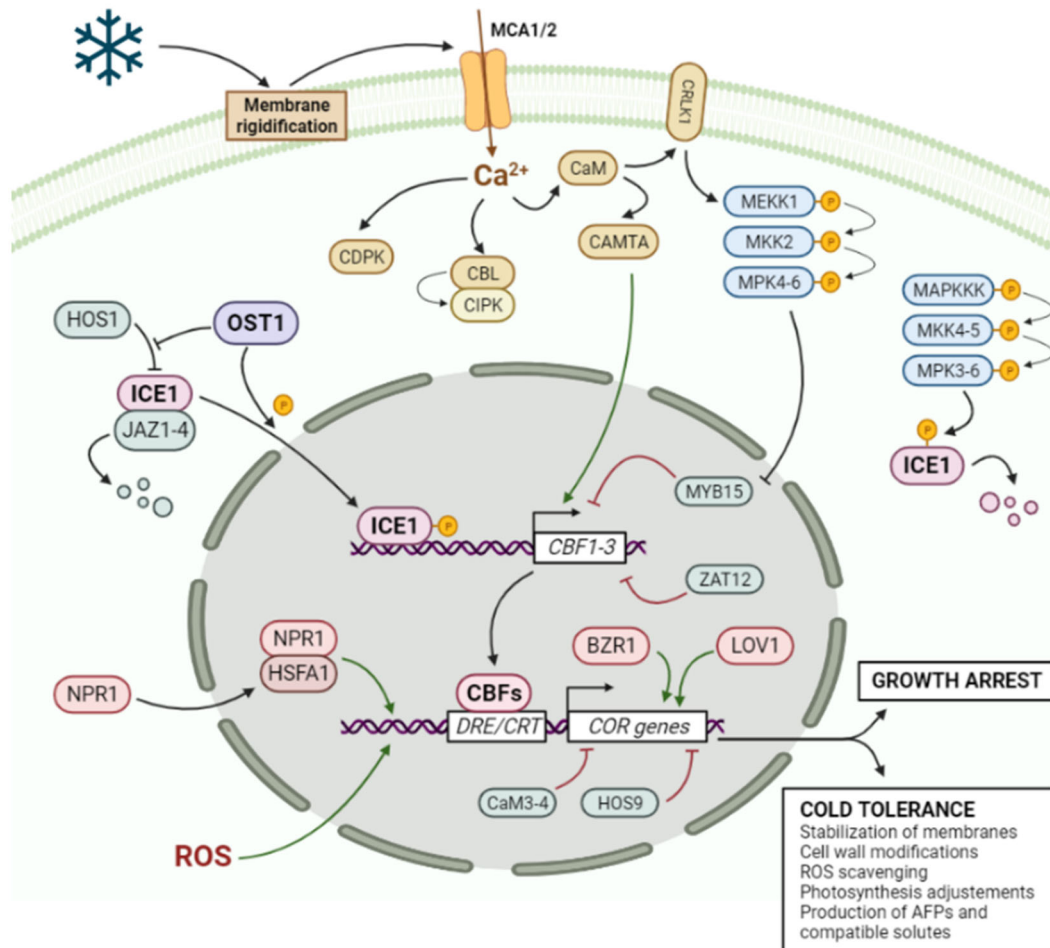 MCA1/2
Membrane
rigidification
CRLK1
Ca²⁺
CaM
CDPK
CBL
CIPK
CAMTA
MEKK1
P
MKK2
P
MPK4-6
P
MAPKKK
P
MKK4-5
P
MPK3-6
P
P
ICE1
HOS1
OST1
ICE1
JAZ1-4
P
ICE1
P
CBF1-3
MYB15
ZAT12
NPR1
NPR1
HSFA1
BZR1
LOV1
CBFs
DRE/CRT
COR genes
CaM3-4
HOS9
ROS
GROWTH ARREST
COLD TOLERANCE
Stabilization of membranes
Cell wall modifications
ROS scavenging
Photosynthesis adjustements
Production of AFPs and
compatible solutes